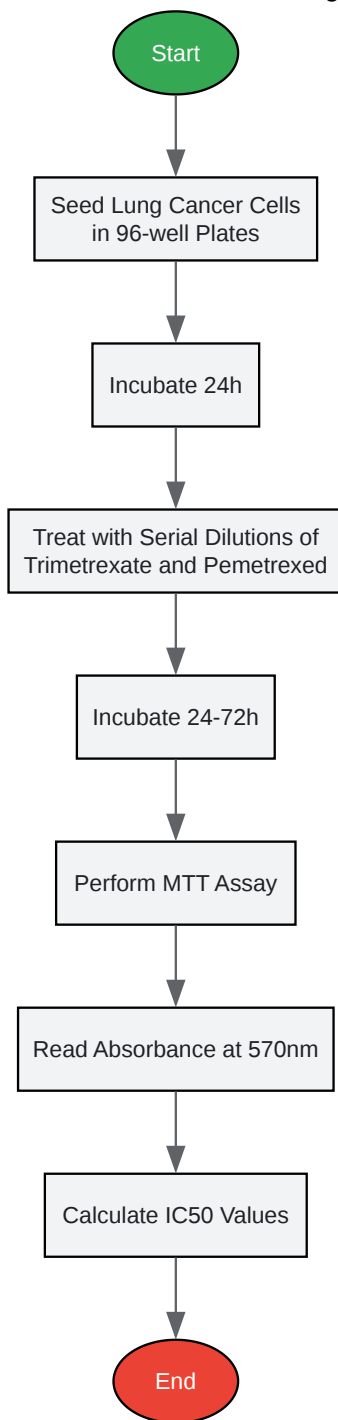 Start
Seed Lung Cancer Cells
in 96-well Plates
Incubate 24h
Treat with Serial Dilutions of
Trimetrexate and Pemetrexed
Incubate 24-72h
Perform MTT Assay
Read Absorbance at 570nm
Calculate IC50 Values
End